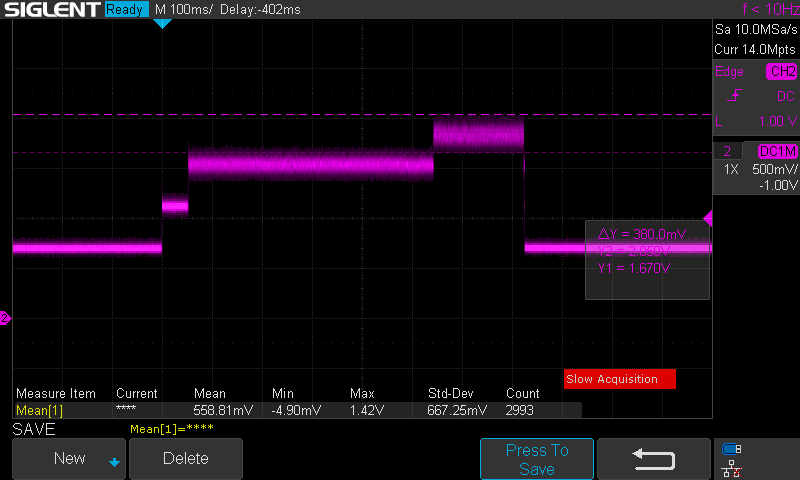 SIGLENT Ready M 100ms/ Delay:-402ms f < 10Hz
Sa 10.0MSa/s
Curr 14.0Mpts
Edge CH2
DC
L 1.00 V
2 DC1M
1X 500mV/
-1.00V
ΔY = 380.0mV
Y2 = 2.050V
Y1 = 1.670V
2
Slow Acquisition
Measure Item Current Mean Min Max Std-Dev Count
Mean[1] **** 558.81mV -4.90mV 1.42V 667.25mV 2993
SAVE Mean[1]=****
New Delete Press To Save